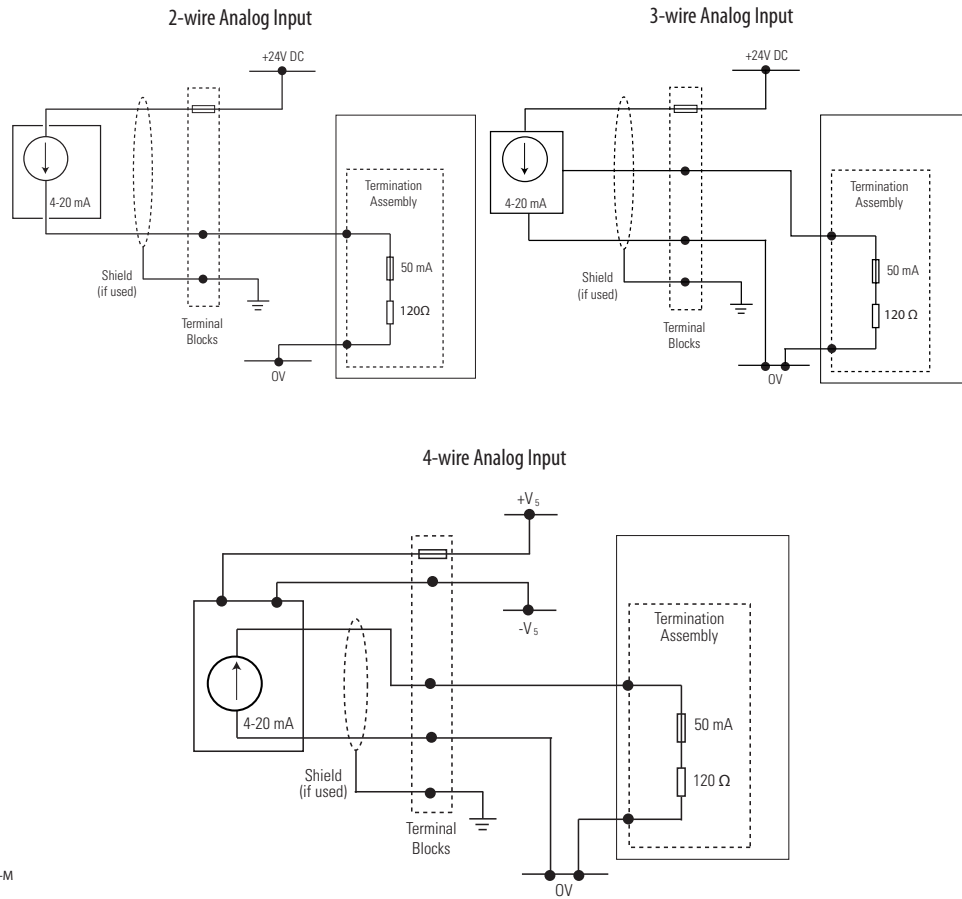 2-wire Analog Input
+24V DC
4-20 mA
Shield
(if used)
Terminal
Blocks
Termination
Assembly
50 mA
120Ω
0V
3-wire Analog Input
+24V DC
4-20 mA
Shield
(if used)
Terminal
Blocks
Termination
Assembly
50 mA
120 Ω
0V
4-wire Analog Input
+V5
-V5
4-20 mA
Shield
(if used)
Terminal
Blocks
Termination
Assembly
50 mA
120 Ω
0V
-M